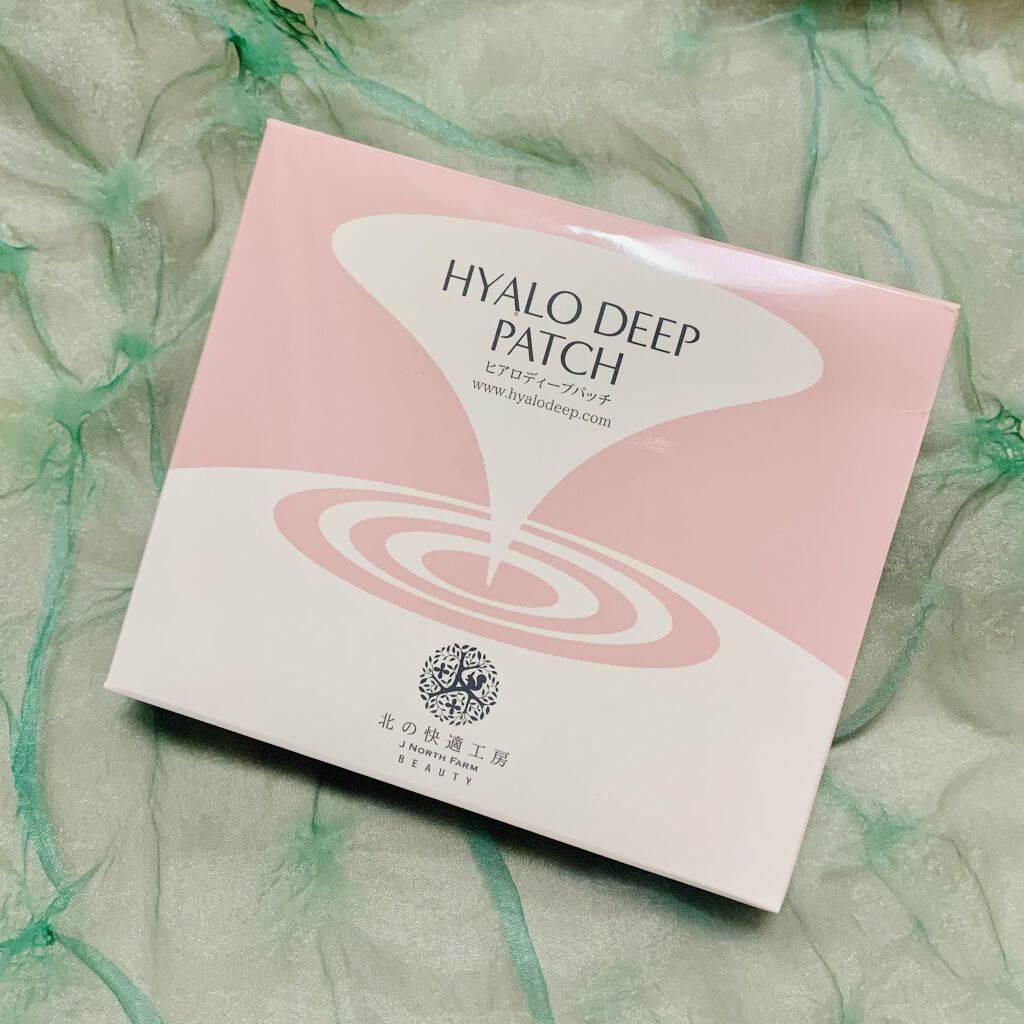 HYALO DEEP
PATCH
ヒアロディープパッチ
www.hyalodeep.com
北の快適工房
J NORTH FARM
BEAUTY